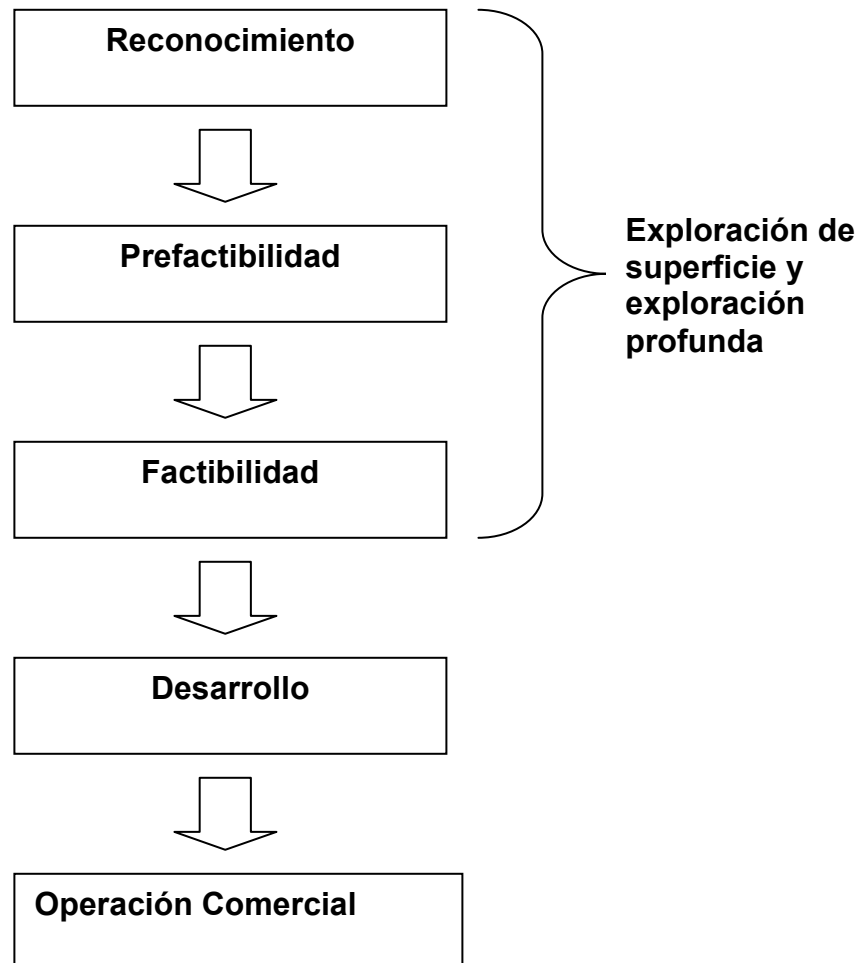 Reconocimiento
Prefactibilidad
Exploración de
superficie y
exploración
profunda
Factibilidad
Desarrollo
Operación Comercial